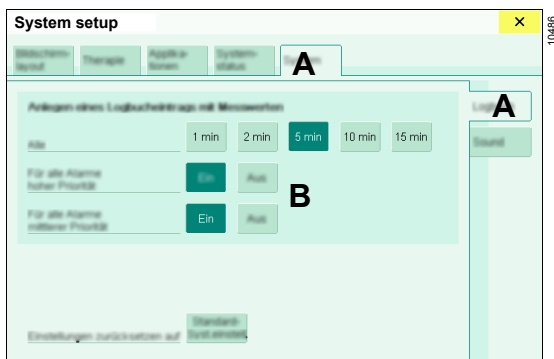 System setup
×
10486
Bildschirm-
layout
Therapie
Applika-
tionen
System-
status
A
Anlegen eines Logbucheintrags mit Messwerten
A
Sound
Alle
1 min
2 min
5 min
10 min
15 min
Für alle Alarme
hoher Priorität
Ein
Aus
B
Für alle Alarme
mittlerer Priorität
Ein
Aus
Einstellungen zurücksetzen auf
Standard-